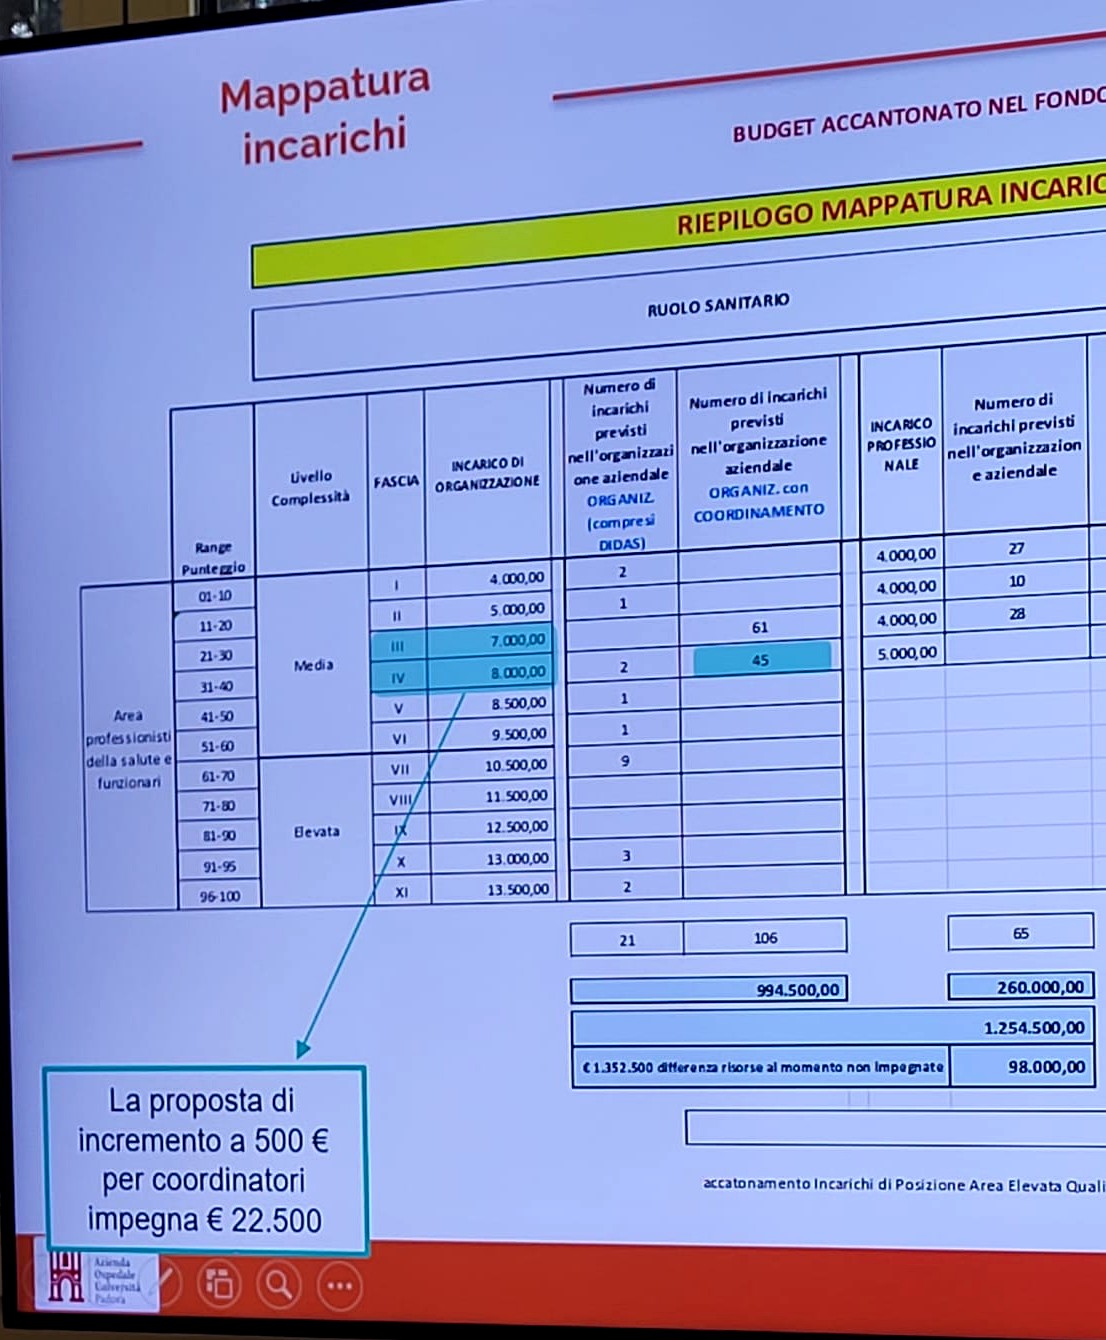 Mappatura
incarichi
BUDGET ACCANTONATO NEL FONDO
RIEPILOGO MAPPATURA INCARIC
RUOLO SANITARIO
Range
Punteggio
Livello
Complessità
FASCIA
INCARICO DI
ORGANIZZAZIONE
Numero di
incarichi
previsti
nell'organizzazi
one aziendale
ORGANIZ.
(compresi
DIDAS)
Numero di incarichi
previsti
nell'organizzazione
aziendale
ORGANIZ. con
COORDINAMENTO
INCARICO
PROFESSIO
NALE
Numero di
incarichi previsti
nell'organizzazion
e aziendale
Area
professionisti
della salute e
funzionari
Media
Elevata
01-10 I 4.000,00 2 4.000,00 27
11-20 II 5.000,00 1 4.000,00 10
21-30 III 7.000,00 61 4.000,00 28
31-40 IV 8.000,00 2 45 5.000,00
41-50 V 8.500,00 1
51-60 VI 9.500,00 1
61-70 VII 10.500,00 9
71-80 VIII 11.500,00
81-90 IX 12.500,00
91-95 X 13.000,00 3
96-100 XI 13.500,00 2
21 106 65
994.500,00 260.000,00
1.254.500,00
€ 1.352.500 differenza risorse al momento non impegnate 98.000,00
La proposta di
incremento a 500 €
per coordinatori
impegna € 22.500
accatonamento Incarichi di Posizione Area Elevata Quali
Azienda
Ospedale
Università
Padova